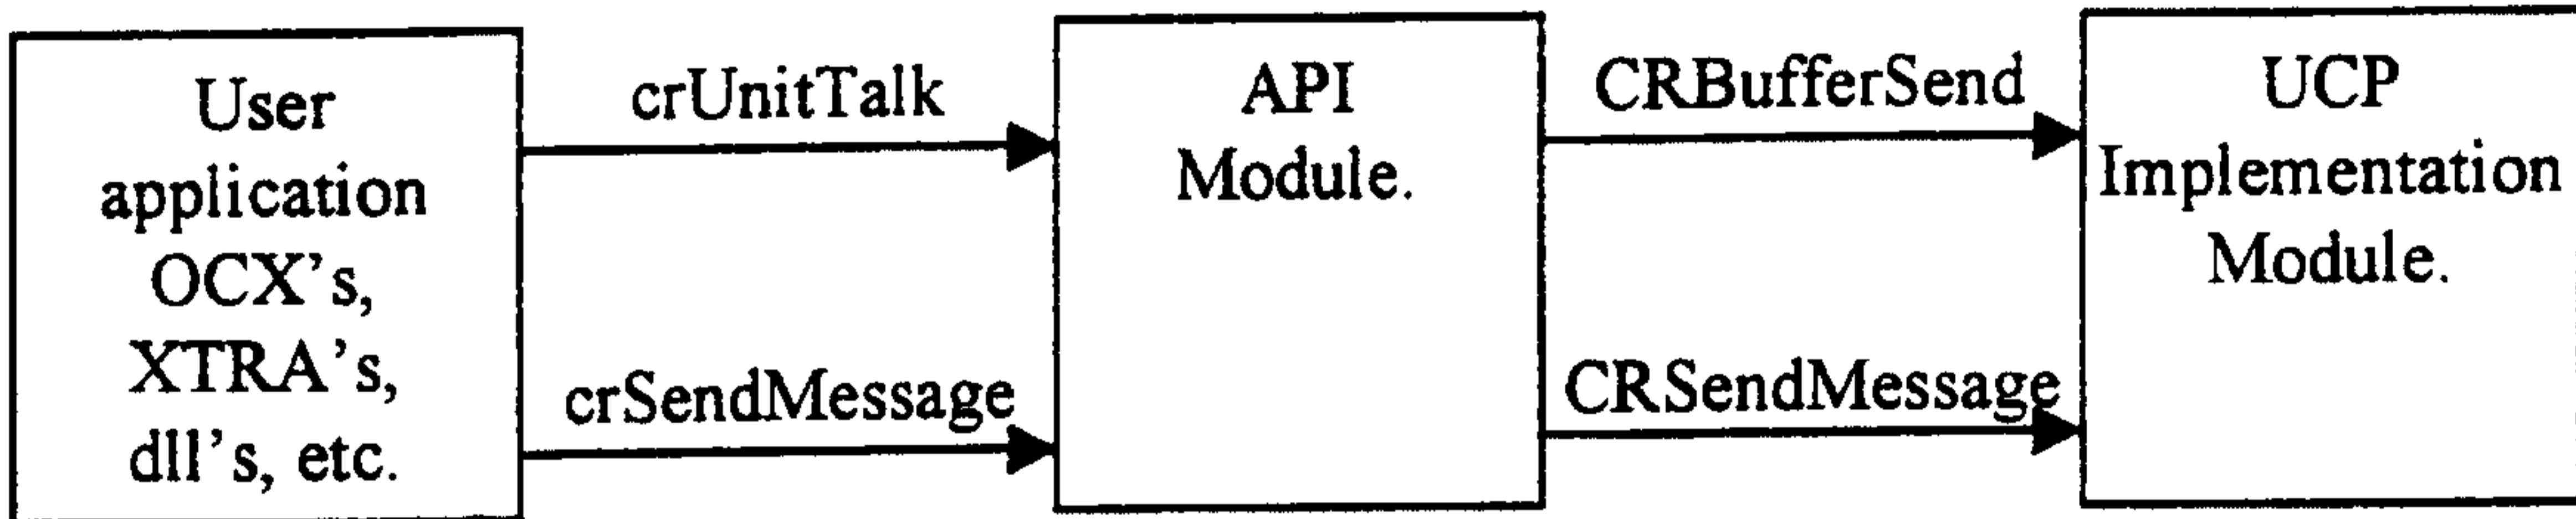 User
application
OCX's,
XTRA's,
dll's, etc.
crUnitTalk
crSendMessage
API
Module.
CRBufferSend
CRSendMessage
UCP
Implementation
Module.